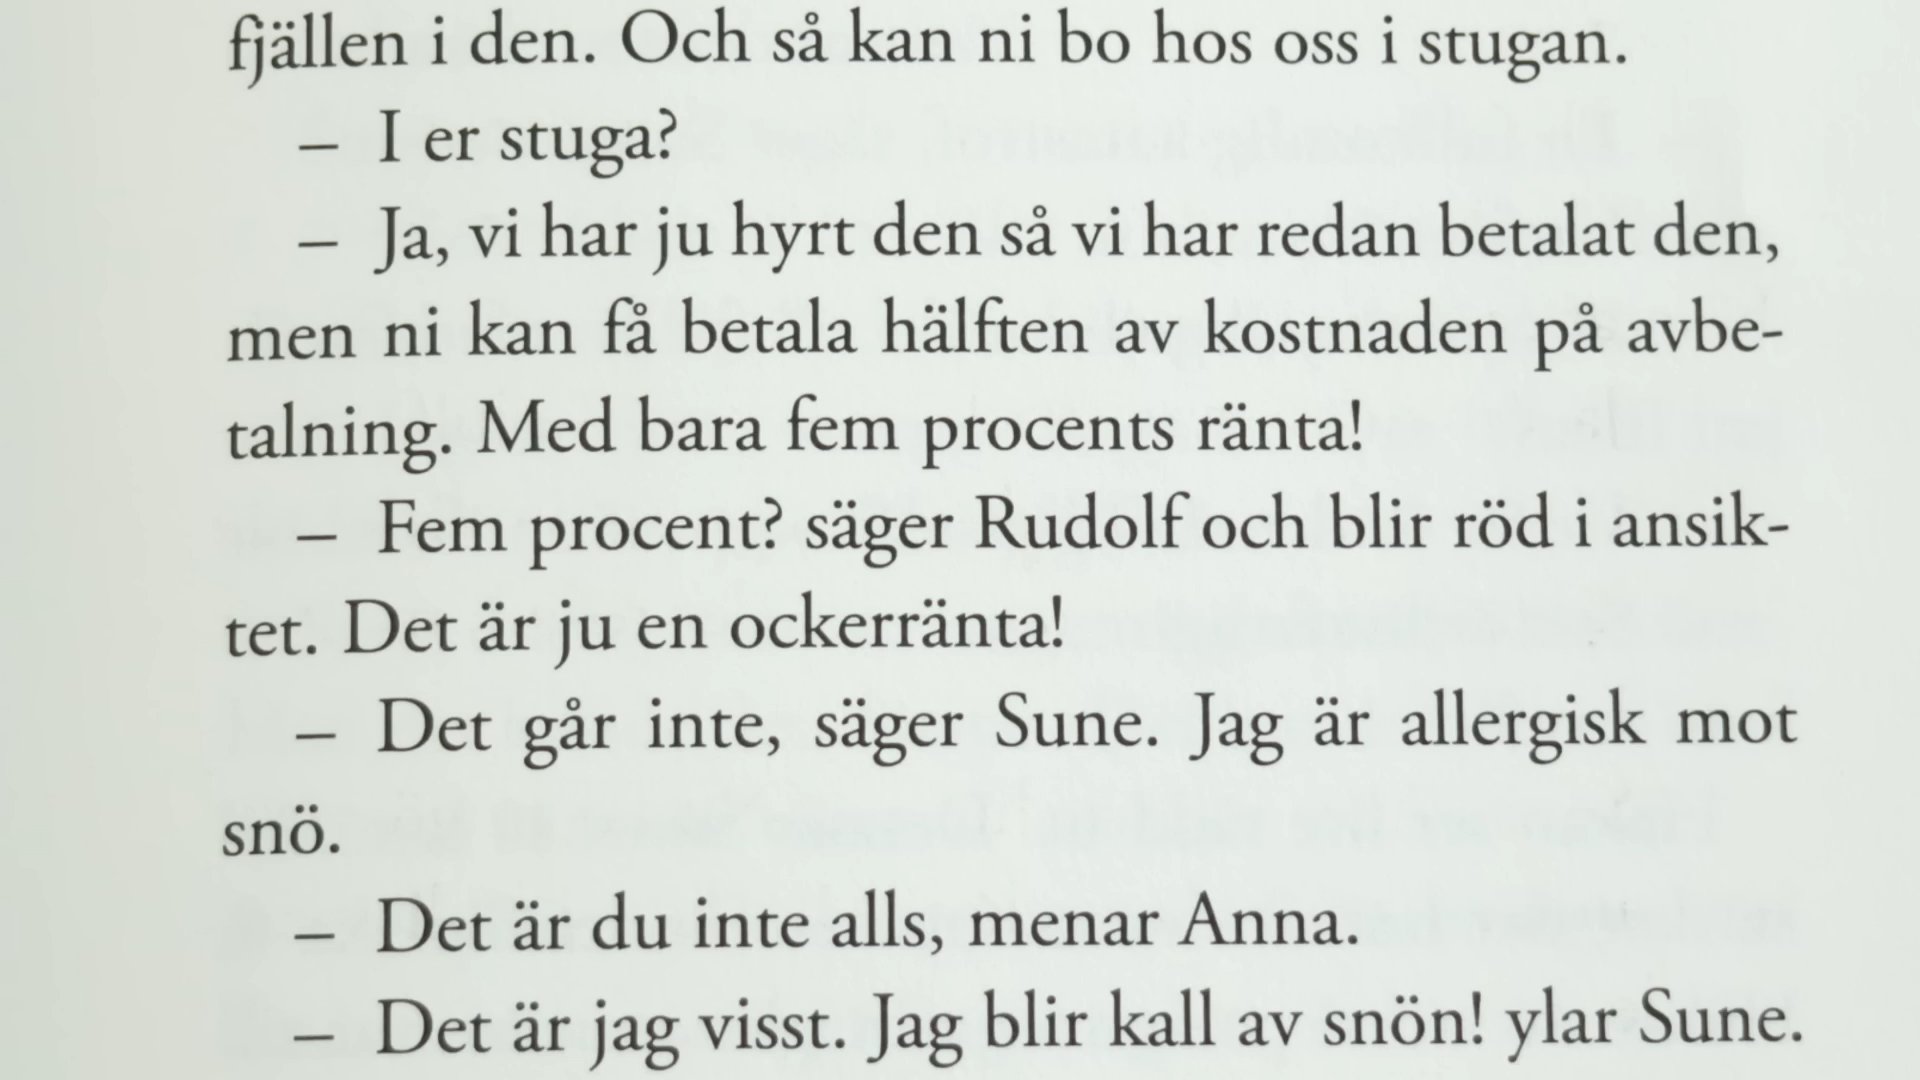 fjällen i den. Och så kan ni bo hos oss i stugan.
– I er stuga?
– Ja, vi har ju hyrt den så vi har redan betalat den,
men ni kan få betala hälften av kostnaden på avbe-
talning. Med bara fem procents ränta!
– Fem procent? säger Rudolf och blir röd i ansik-
tet. Det är ju en ockerränta!
– Det går inte, säger Sune. Jag är allergisk mot
snö.
– Det är du inte alls, menar Anna.
– Det är jag visst. Jag blir kall av snön! ylar Sune.